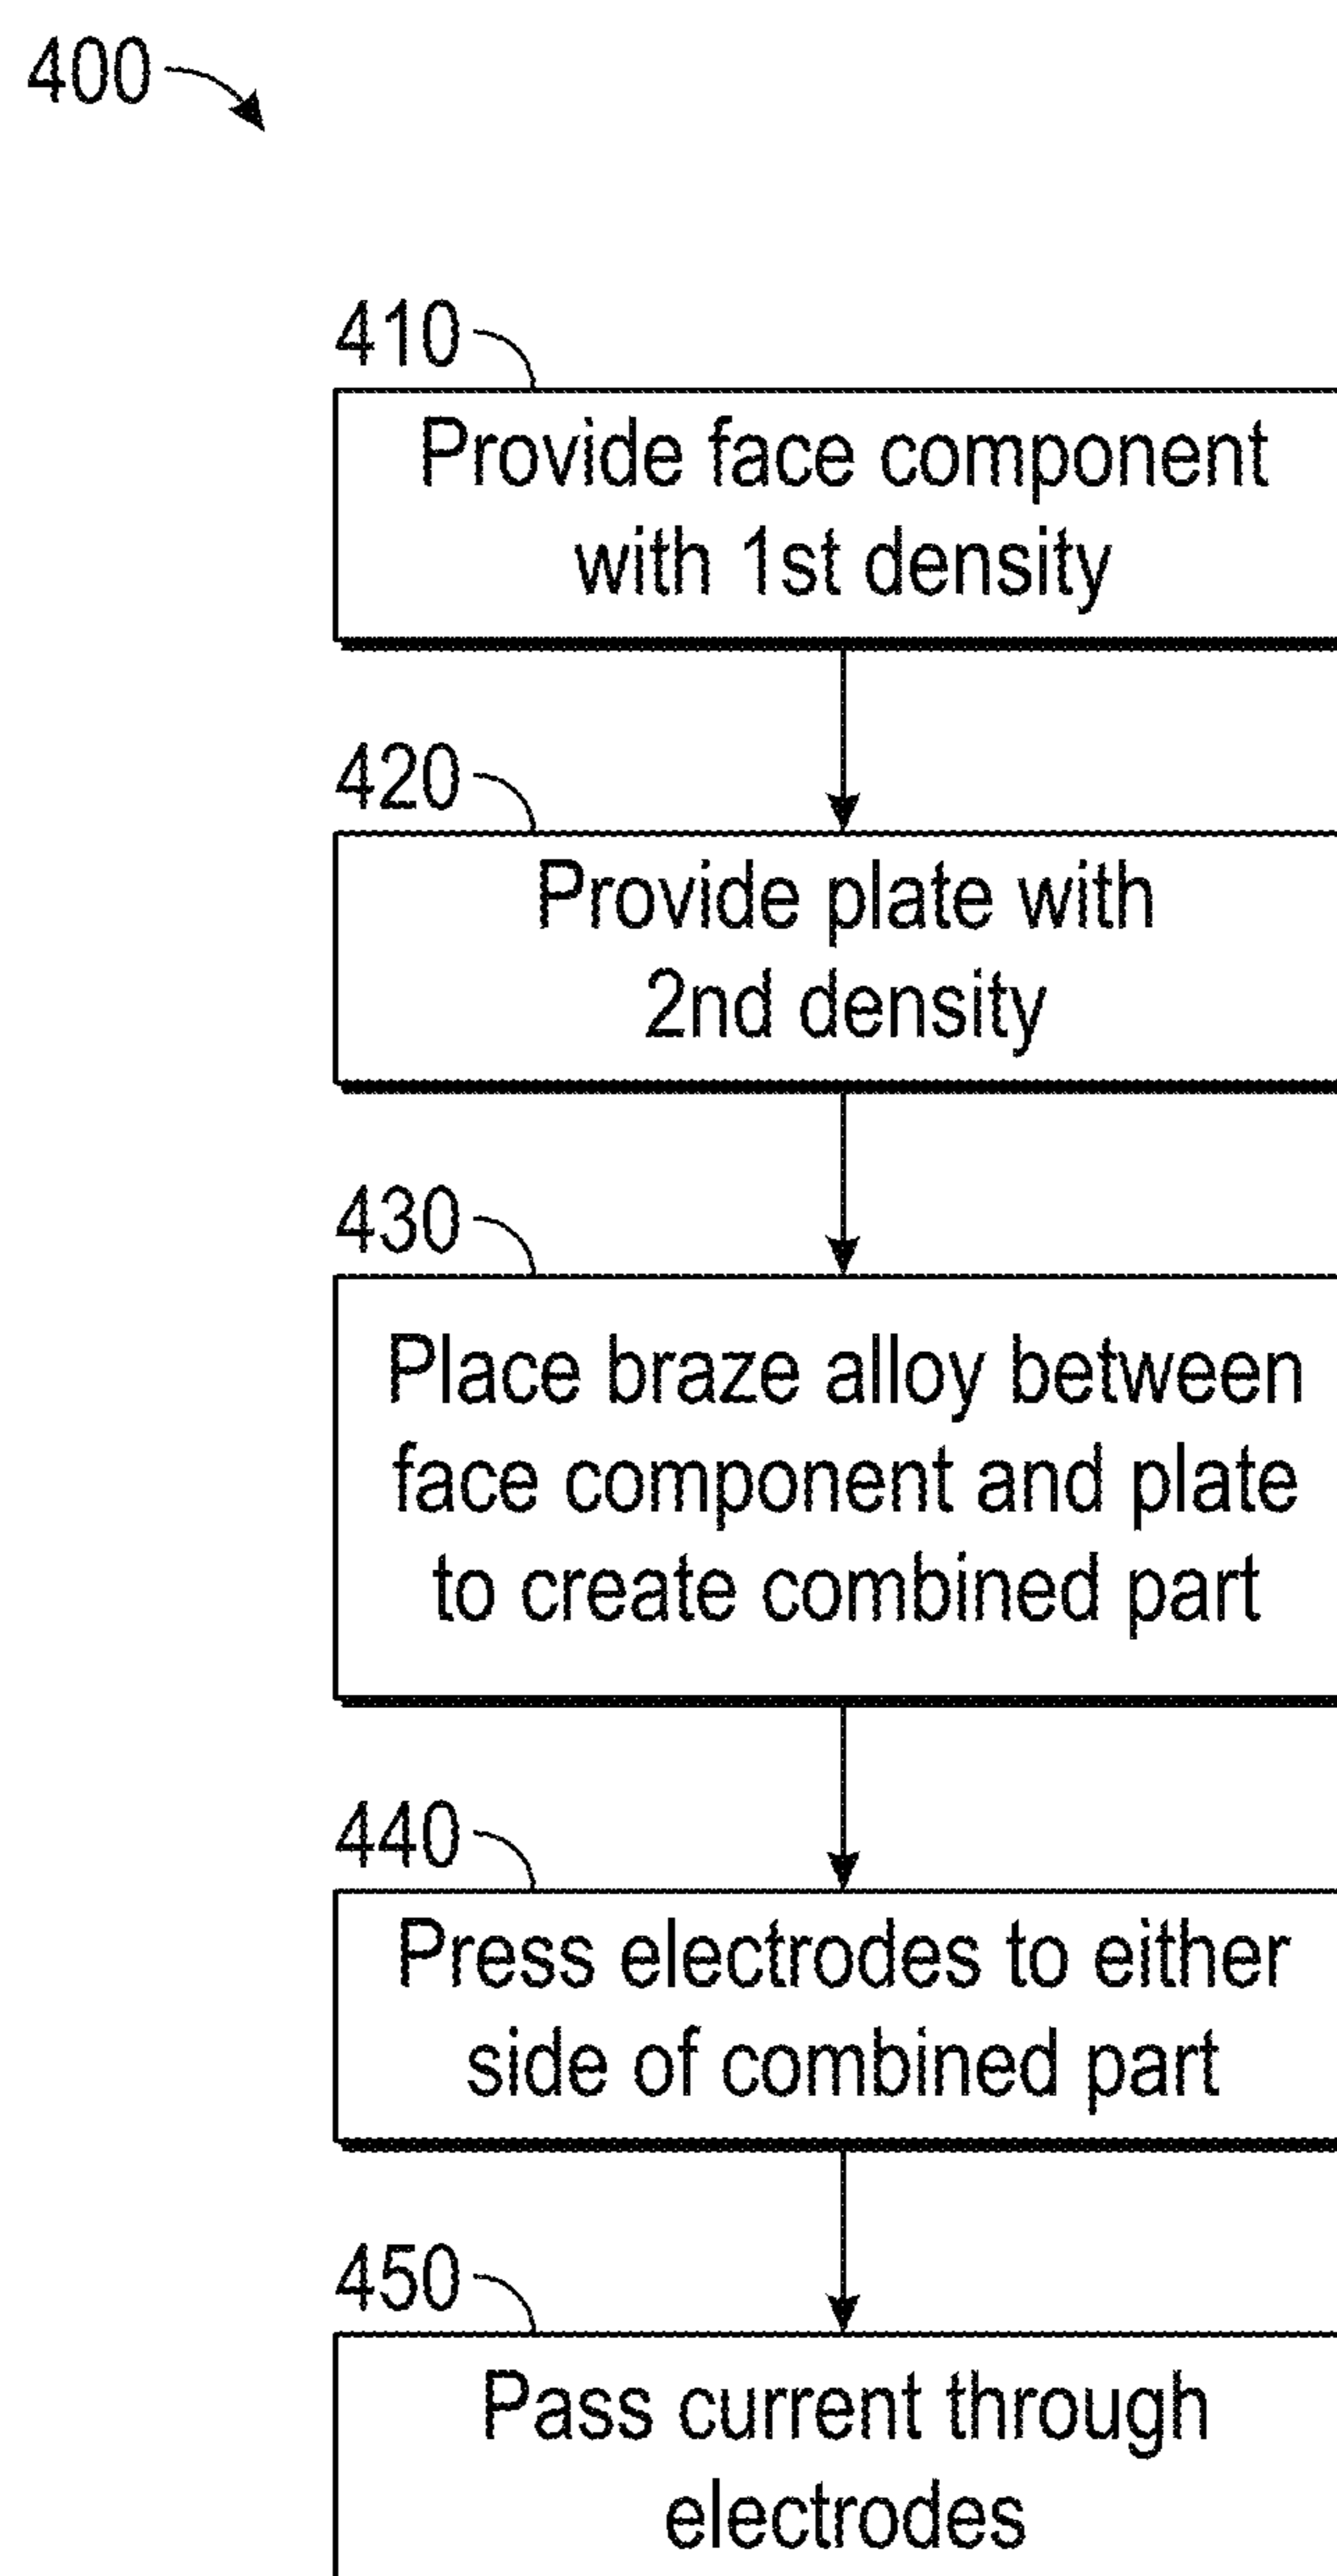 400
410
Provide face component
with 1st density
420
Provide plate with
2nd density
430
Place braze alloy between
face component and plate
to create combined part
440
Press electrodes to either
side of combined part
450
Pass current through
electrodes